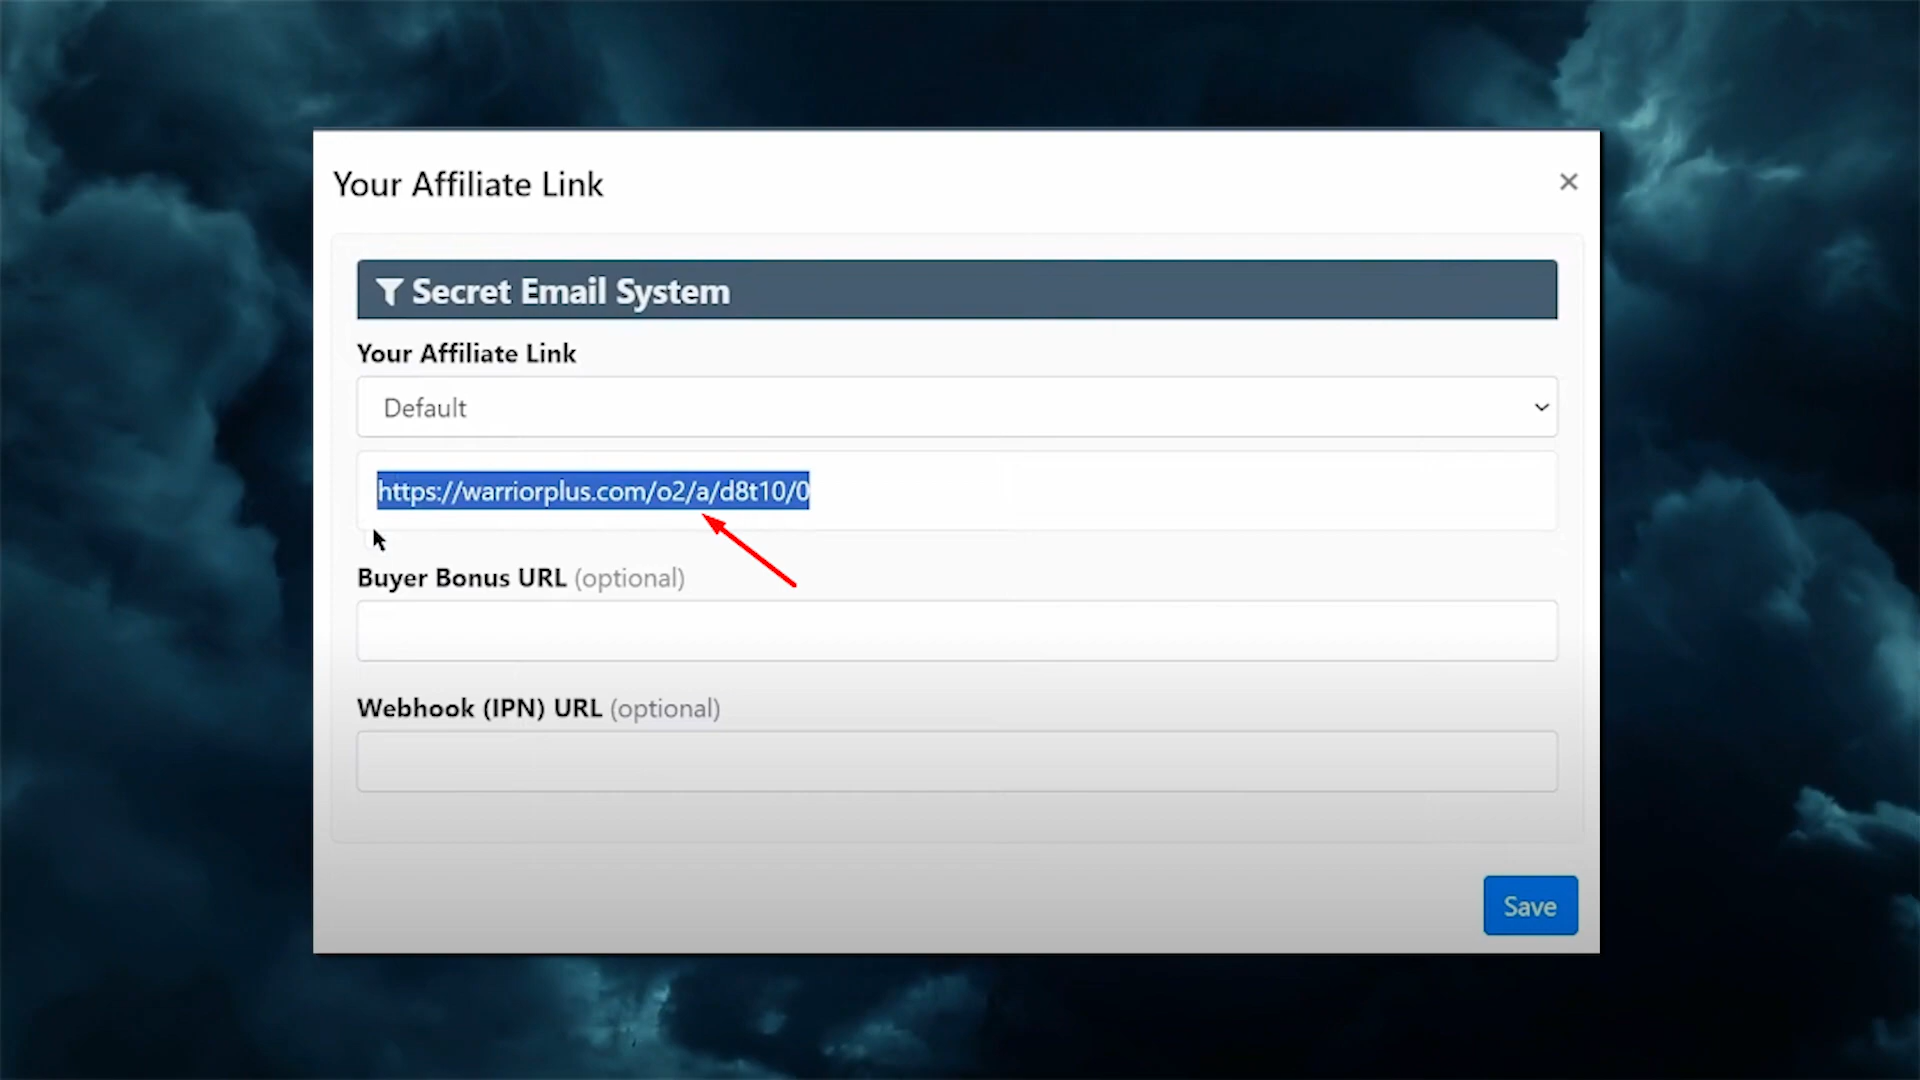 Your Affiliate Link
×
Secret Email System
Your Affiliate Link
Default
https://warriorplus.com/o2/a/d8t10/0
Buyer Bonus URL (optional)
Webhook (IPN) URL (optional)
Save